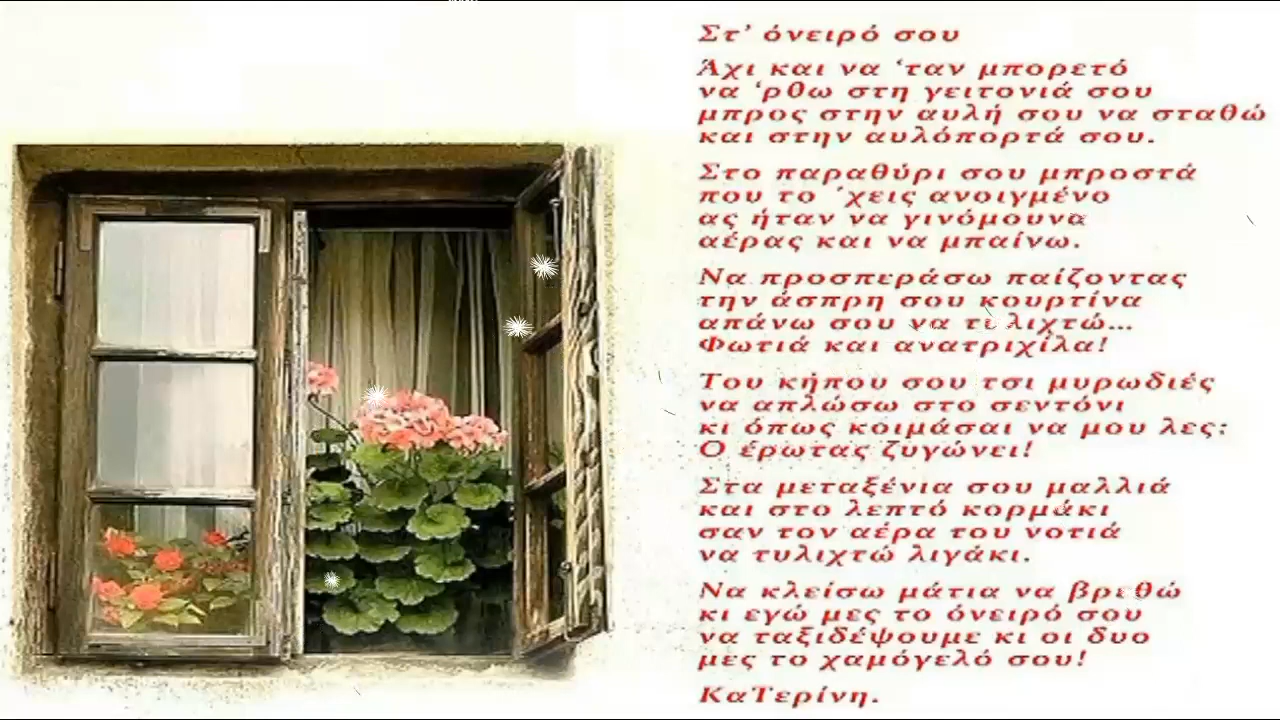 Στ’ όνειρό σου
Άχι και να ‘ταν μπορετό
να ‘ρθω στη γειτονιά σου
μπρος στην αυλή σου να σταθώ
και στην αυλόπορτά σου.
Στο παραθύρι σου μπροστά
που το ΄χεις ανοιγμένο
ας ήταν να γινόμουνα
αέρας και να μπαίνω.
Να προσπεράσω παίζοντας
την άσπρη σου κουρτίνα
απάνω σου να τυλιχτώ...
Φωτιά και ανατριχίλα!
Του κήπου σου τσι μυρωδιές
να απλώσω στο σεντόνι
κι όπως κοιμάσαι να μου λες:
Ο έρωτας ζυγώνει!
Στα μεταξένια σου μαλλιά
και στο λεπτό κορμάκι
σαν τον αέρα του νοτιά
να τυλιχτώ λιγάκι.
Να κλείσω μάτια να βρεθώ
κι εγώ μες το όνειρό σου
να ταξιδέψουμε κι οι δυο
μες το χαμόγελό σου!
ΚαΤερίνη.